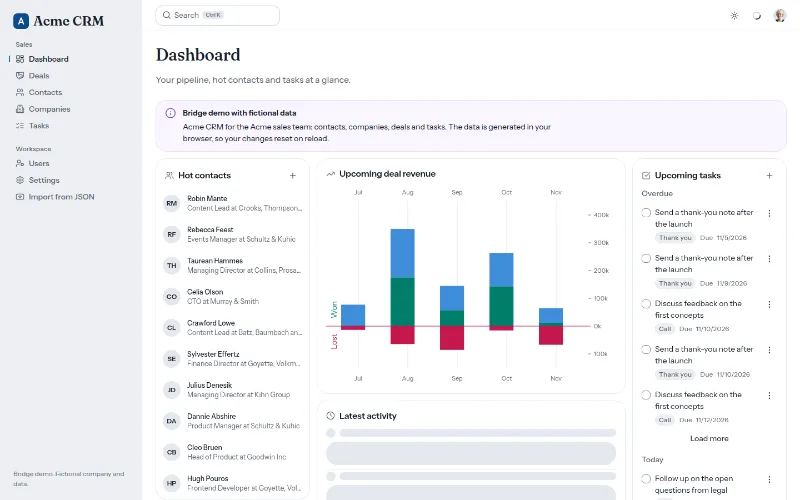 A Acme CRM
Search Ctrl K
Sales
Dashboard
Deals
Contacts
Companies
Tasks
Workspace
Users
Settings
Import from JSON
Bridge demo. Fictional company and
data.
Dashboard
Your pipeline, hot contacts and tasks at a glance.
Bridge demo with fictional data
Acme CRM for the Acme sales team: contacts, companies, deals and tasks. The data is generated in your
browser, so your changes reset on reload.
Hot contacts
RM Robin Mante
Content Lead at Crooks, Thompson...
RF Rebecca Feest
Events Manager at Schultz & Kuhic
TH Taurean Hammes
Managing Director at Collins, Prosa...
CO Celia Olson
CTO at Murray & Smith
CL Crawford Lowe
Content Lead at Batz, Baumbach an...
SE Sylvester Effertz
Finance Director at Goyette, Volkm...
JD Julius Denesik
Managing Director at Kihn Group
DA Dannie Abshire
Product Manager at Schultz & Kuhic
CB Cleo Bruen
Head of Product at Goodwin Inc
HP Hugh Pouros
Frontend Developer at Goyette, Vol...
Upcoming deal revenue
Jul Aug Sep Oct Nov
400k
300k
200k
100k
0k
100k
Won
Lost
Jul Aug Sep Oct Nov
Latest activity
Upcoming tasks
Overdue
Send a thank-you note after
the launch
Thank you Due 11/5/2026
Send a thank-you note after
the launch
Thank you Due 11/9/2026
Discuss feedback on the
first concepts
Call Due 11/10/2026
Send a thank-you note after
the launch
Thank you Due 11/10/2026
Discuss feedback on the
first concepts
Call Due 11/12/2026
Load more
Today
Follow up on the open
questions from legal